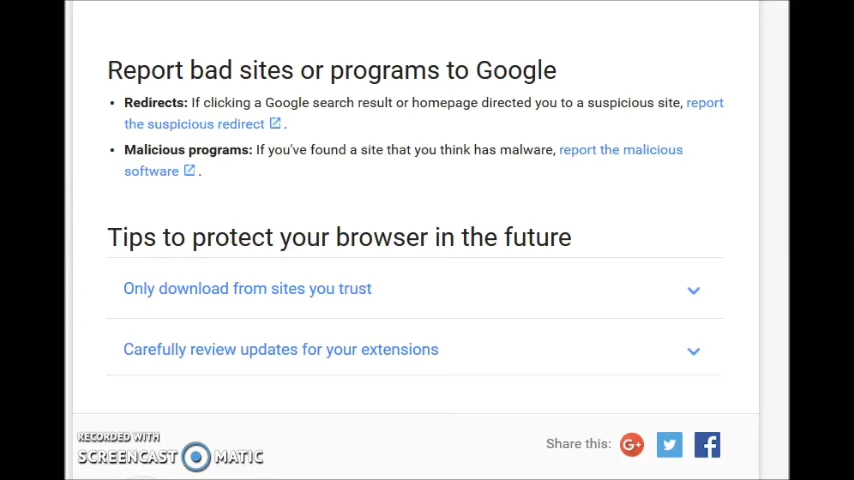 Report bad sites or programs to Google
• Redirects: If clicking a Google search result or homepage directed you to a suspicious site, report
the suspicious redirect .
• Malicious programs: If you've found a site that you think has malware, report the malicious
software .
Tips to protect your browser in the future
Only download from sites you trust
Carefully review updates for your extensions
Share this: G+
RECORDED WITH
SCREENCAST MATIC